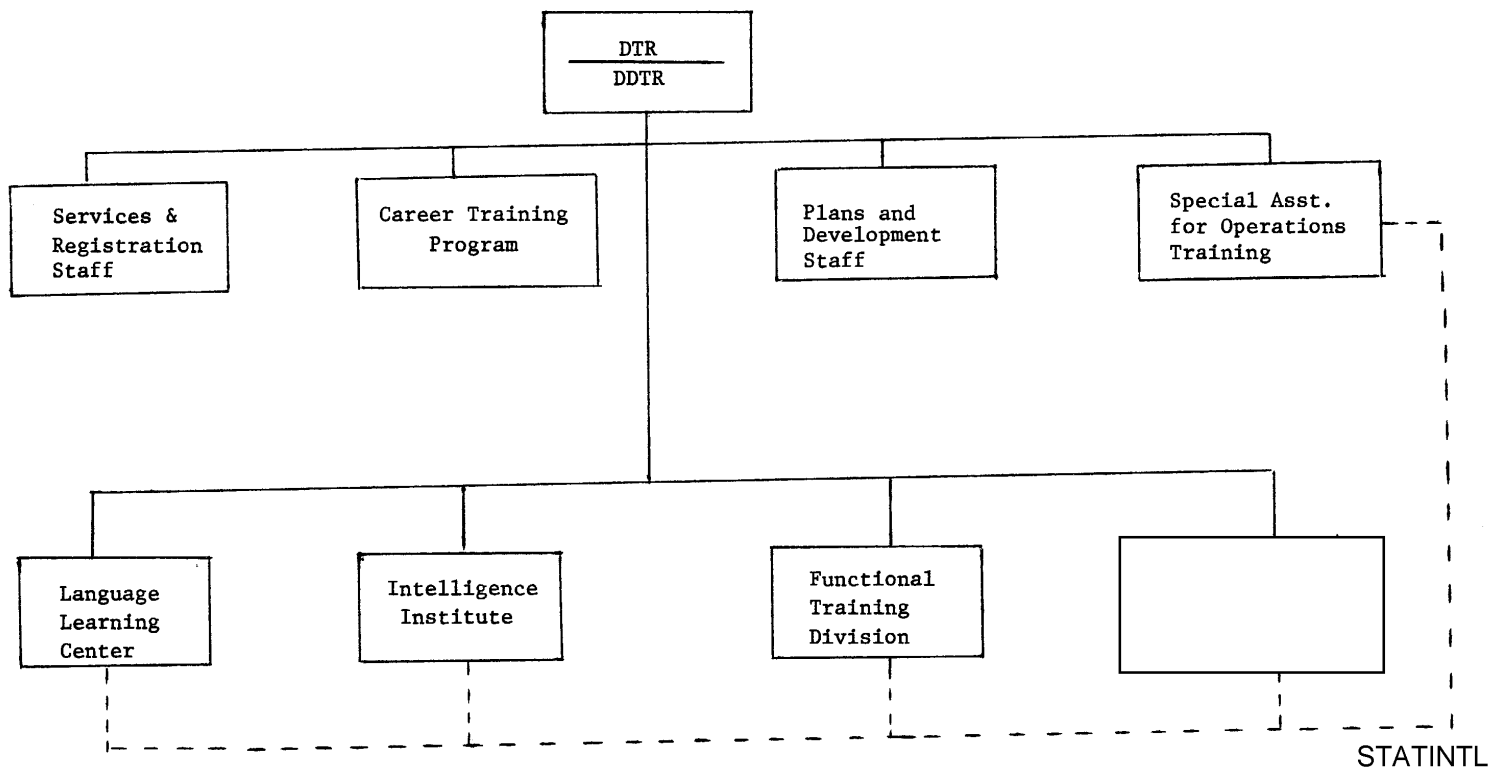 DTR
DDTR
Services &
Registration
Staff
Career Training
Program
Plans and
Development
Staff
Special Asst.
for Operations
Training
Language
Learning
Center
Intelligence
Institute
Functional
Training
Division
STATINTL